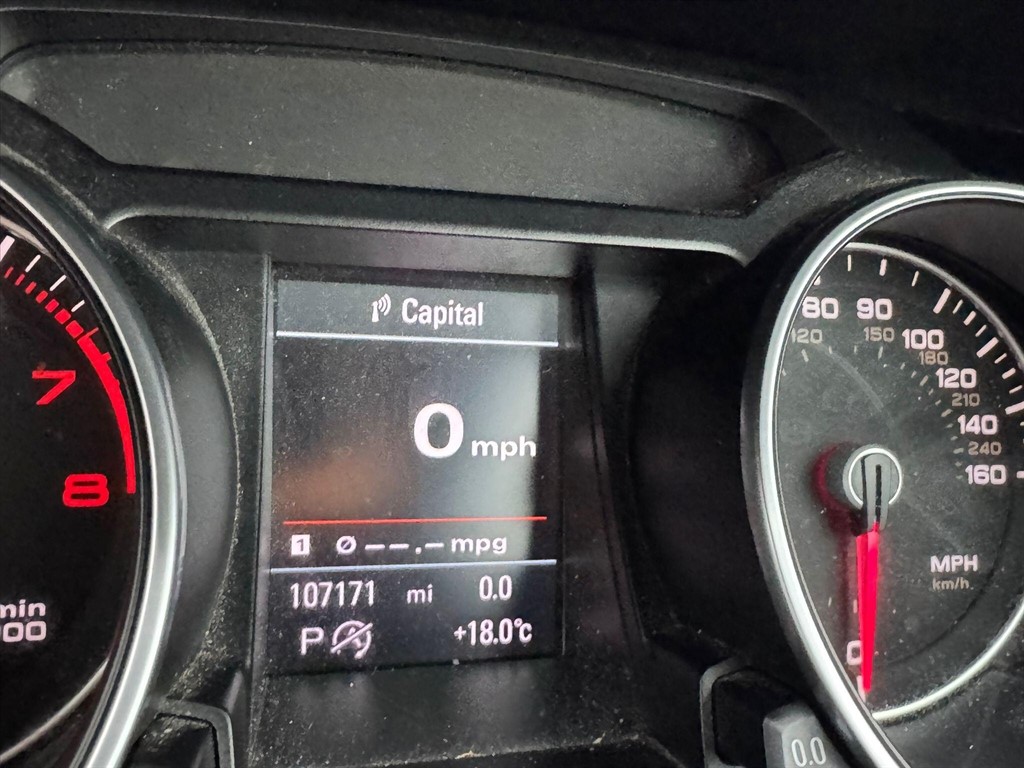 Capital
0 mph
1 Ø --.- mpg
107171 mi 0.0
P +18.0°C
7
8
min
00
80 90 100 120 140 160
120 150 180 210 240
MPH
km/h
0
0.0